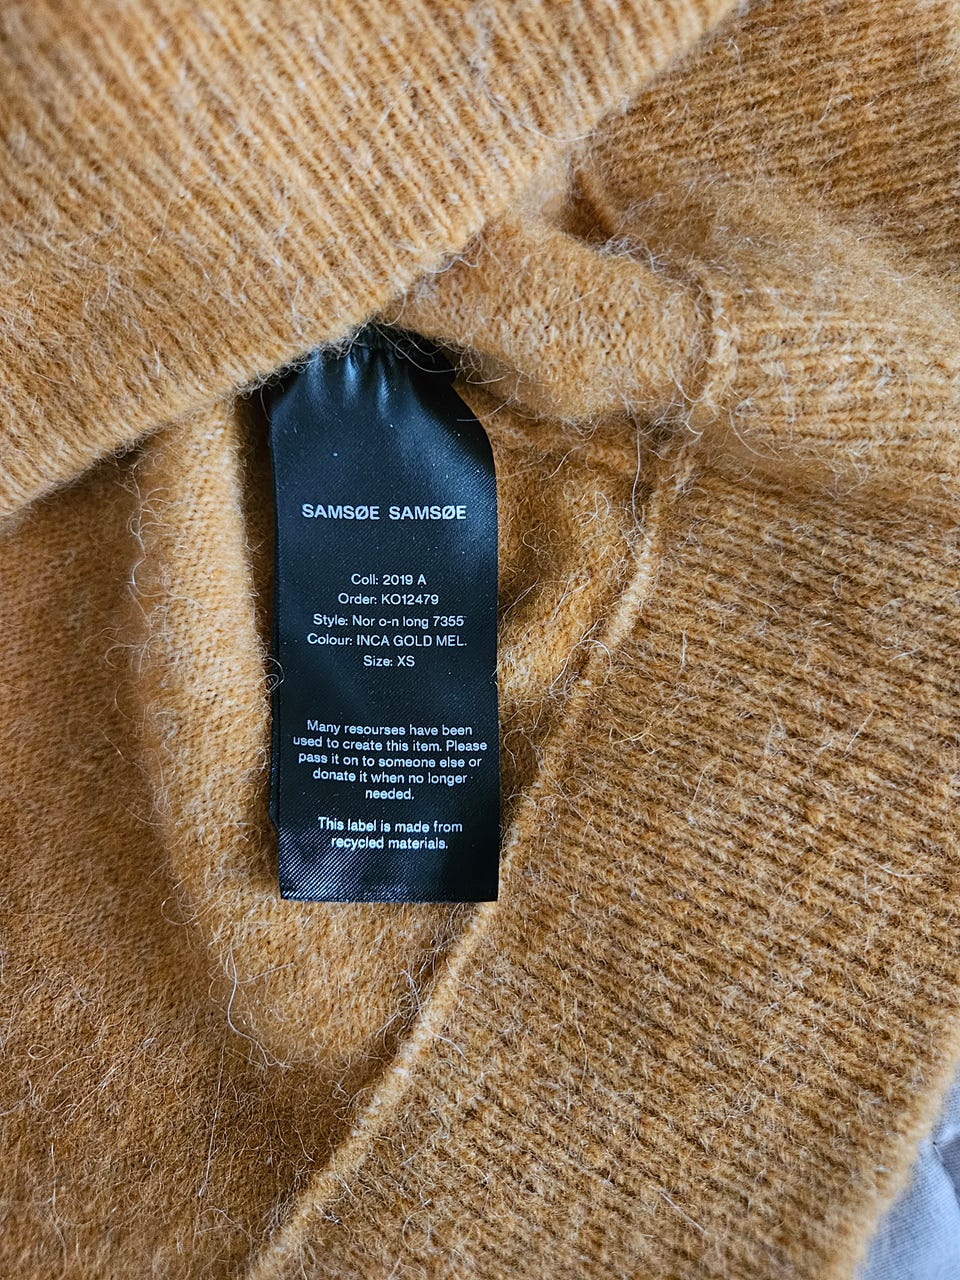 SAMSØE SAMSØE
Coll: 2019 A
Order: KO12479
Style: Nor o-n long 7355
Colour: INCA GOLD MEL.
Size: XS
Many resourses have been
used to create this item. Please
pass it on to someone else or
donate it when no longer
needed.
This label is made from
recycled materials.